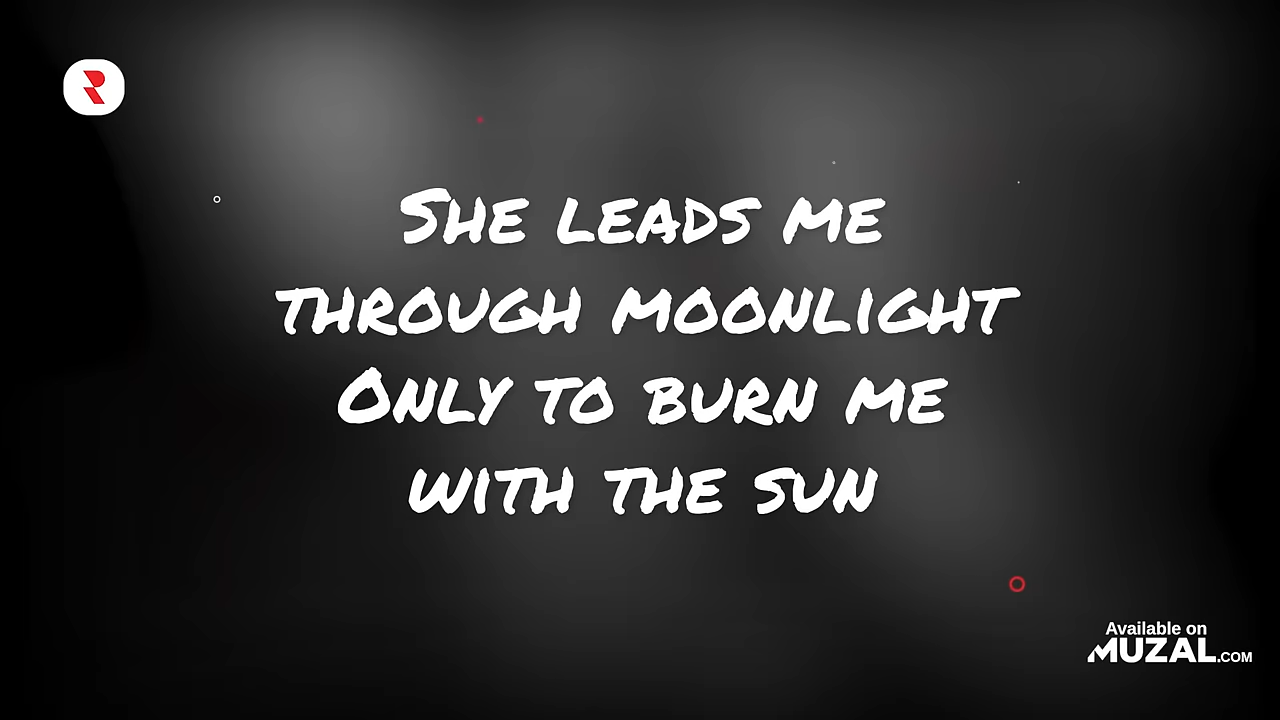 She leads me
through moonlight
Only to burn me
with the sun
Available on
MUZAL.COM